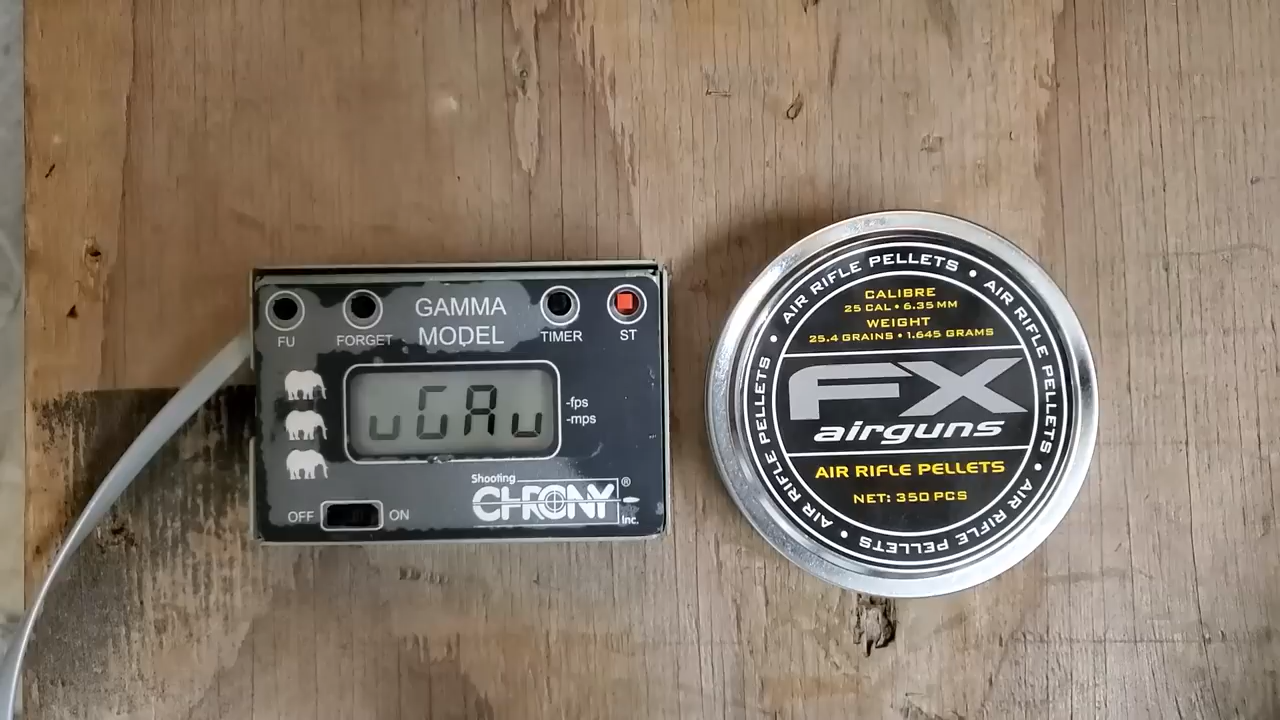 GAMMA
MODEL
FU
FORGET
TIMER
ST
-fps
-mps
Shooting
CHRONY®
Inc.
OFF
ON
AIR RIFLE PELLETS • AIR RIFLE PELLETS • AIR RIFLE PELLETS • AIR RIFLE PELLETS •
CALIBRE
25 CAL • 6.35 MM
WEIGHT
25.4 GRAINS • 1.645 GRAMS
FX
airguns
AIR RIFLE PELLETS
NET: 350 PCS